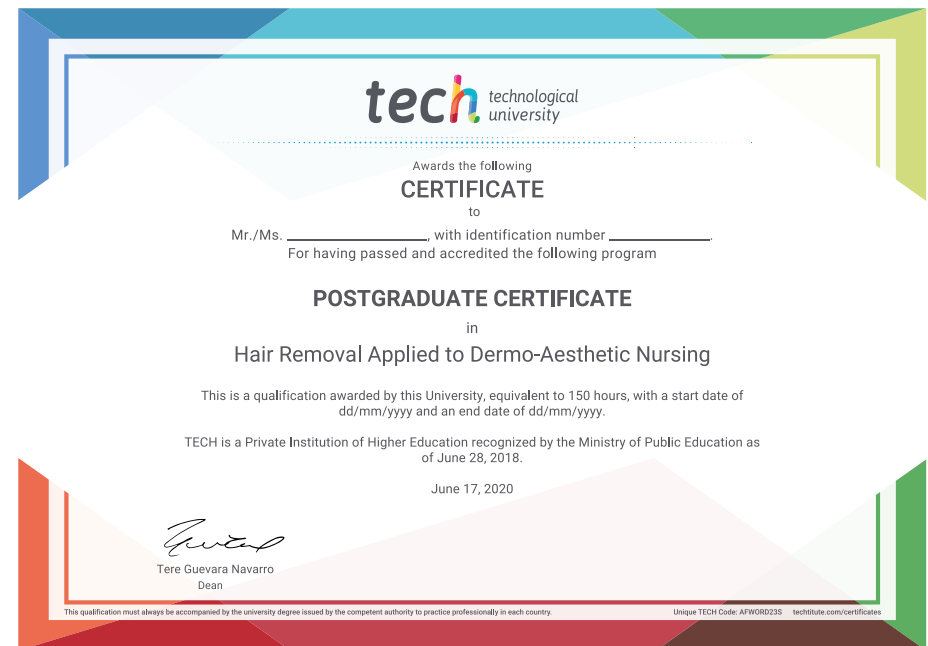 tech technological
university
Awards the following
CERTIFICATE
to
Mr./Ms. ____________________, with identification number ______________.
For having passed and accredited the following program
POSTGRADUATE CERTIFICATE
in
Hair Removal Applied to Dermo-Aesthetic Nursing
This is a qualification awarded by this University, equivalent to 150 hours, with a start date of
dd/mm/yyyy and an end date of dd/mm/yyyy.
TECH is a Private Institution of Higher Education recognized by the Ministry of Public Education as
of June 28, 2018.
June 17, 2020
Tere Guevara Navarro
Dean
This qualification must always be accompanied by the university degree issued by the competent authority to practice professionally in each country.
Unique TECH Code: AFWORD23S techtitute.com/certificates